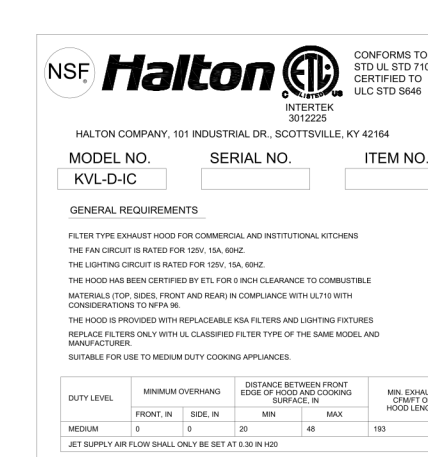 NSF® Halton
ETL
C LISTED US
INTERTEK
3012225
CONFORMS TO
STD UL STD 710
CERTIFIED TO
ULC STD S646
HALTON COMPANY, 101 INDUSTRIAL DR., SCOTTSVILLE, KY 42164
MODEL NO. SERIAL NO. ITEM NO.
KVL-D-IC
GENERAL REQUIREMENTS
FILTER TYPE EXHAUST HOOD FOR COMMERCIAL AND INSTITUTIONAL KITCHENS
THE FAN CIRCUIT IS RATED FOR 125V, 15A, 60HZ.
THE LIGHTING CIRCUIT IS RATED FOR 125V, 15A, 60HZ.
THE HOOD HAS BEEN CERTIFIED BY ETL FOR 0 INCH CLEARANCE TO COMBUSTIBLE
MATERIALS (TOP, SIDES, FRONT AND REAR) IN COMPLIANCE WITH UL710 WITH
CONSIDERATIONS TO NFPA 96.
THE HOOD IS PROVIDED WITH REPLACEABLE KSA FILTERS AND LIGHTING FIXTURES
REPLACE FILTERS ONLY WITH UL CLASSIFIED FILTER TYPE OF THE SAME MODEL AND
MANUFACTURER.
SUITABLE FOR USE TO MEDIUM DUTY COOKING APPLIANCES.
DUTY LEVEL
MINIMUM OVERHANG
DISTANCE BETWEEN FRONT
EDGE OF HOOD AND COOKING
SURFACE, IN
MIN. EXHAU
CFM/FT O
HOOD LENG
FRONT, IN SIDE, IN MIN MAX
MEDIUM 0 0 20 48 193
JET SUPPLY AIR FLOW SHALL ONLY BE SET AT 0.30 IN H20